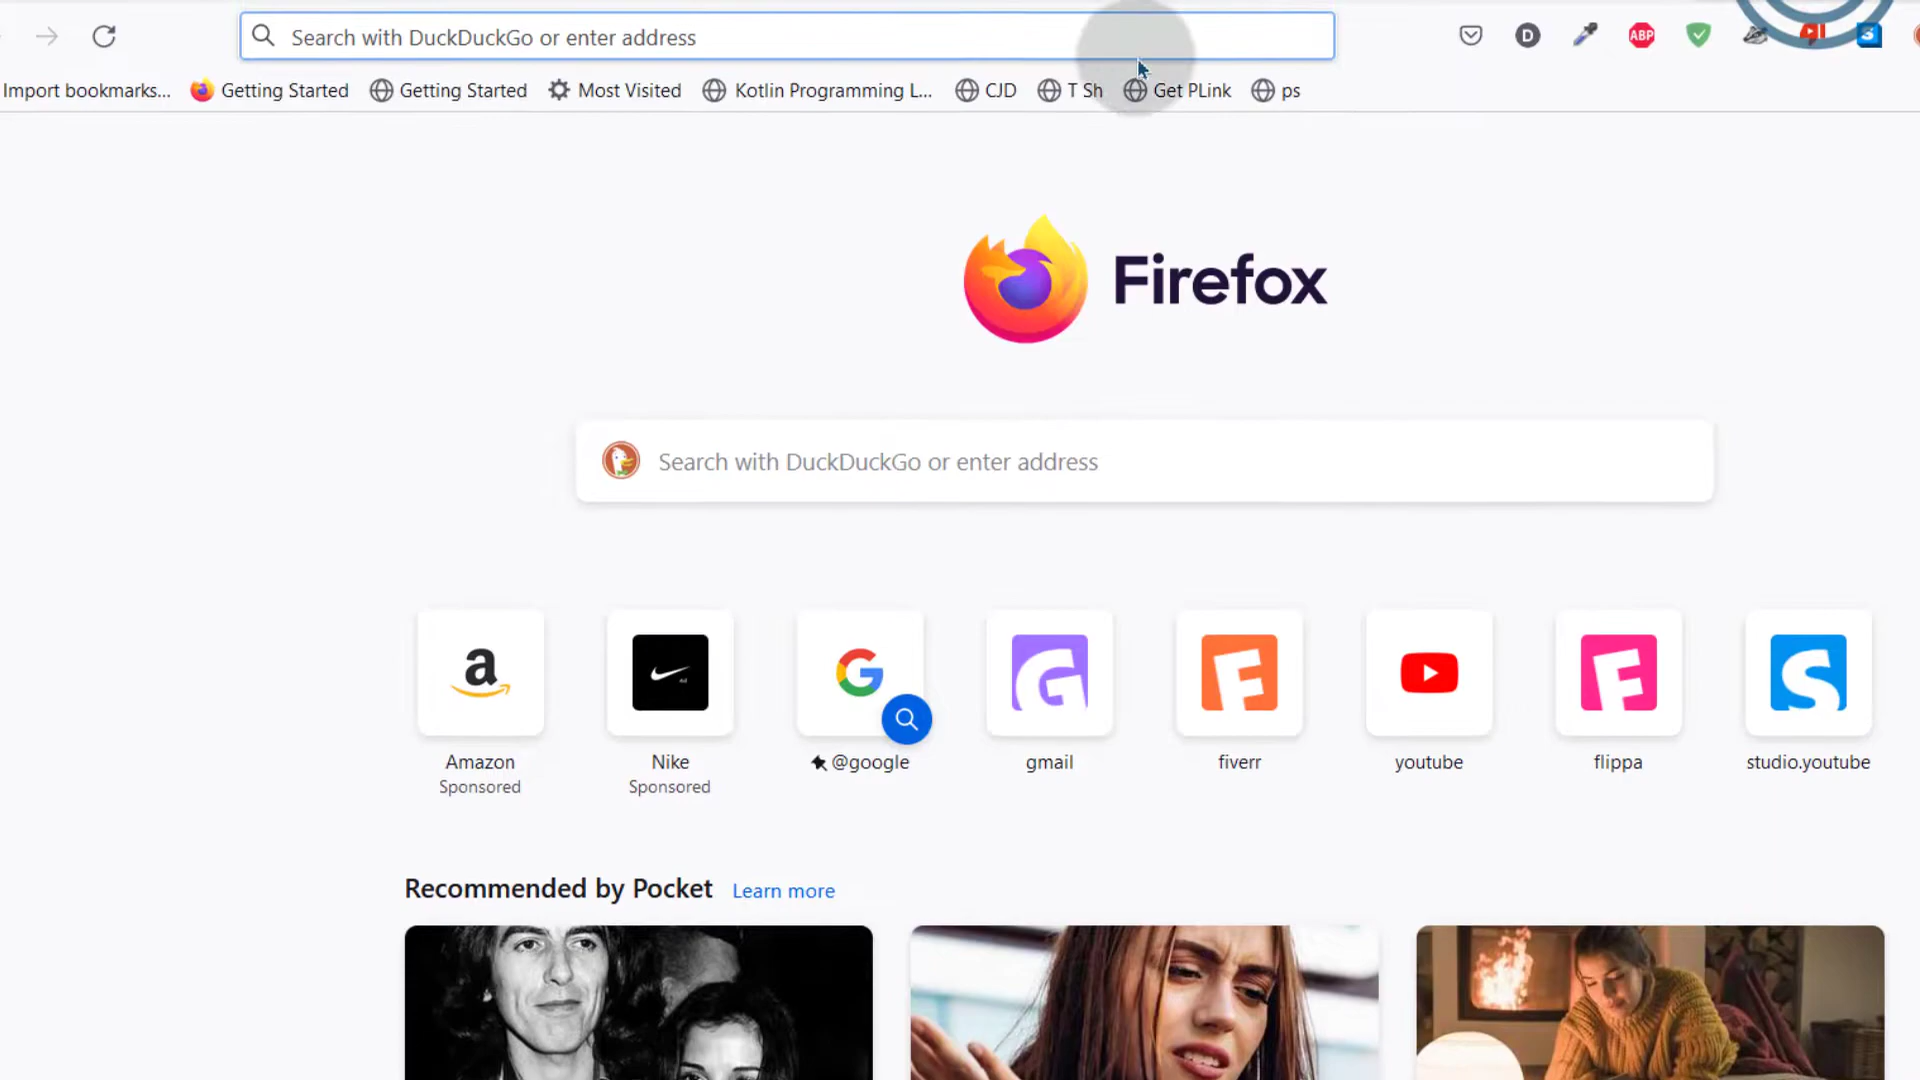 Search with DuckDuckGo or enter address
D
ABP
S
Import bookmarks... Getting Started Getting Started Most Visited Kotlin Programming L... CJD T Sh Get PLink ps
Firefox
Search with DuckDuckGo or enter address
a G G F F S
Amazon Nike @google gmail fiverr youtube flippa studio.youtube
Sponsored Sponsored
Recommended by Pocket Learn more